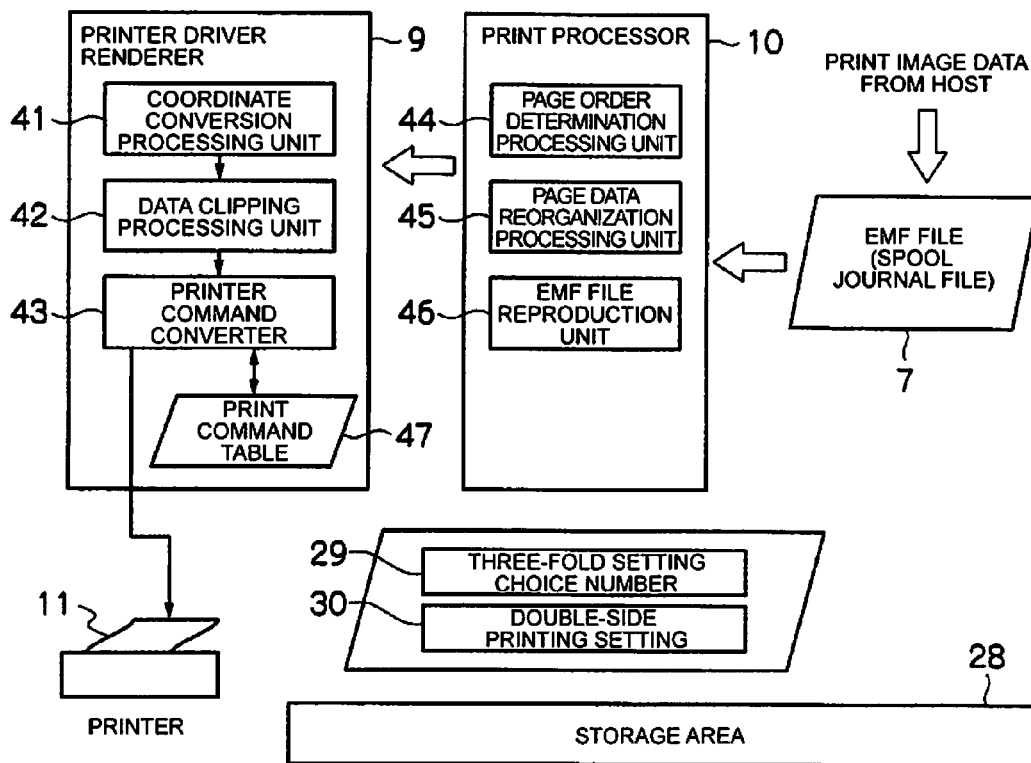 PRINTER DRIVER
RENDERER
9
41
COORDINATE
CONVERSION
PROCESSING UNIT
42
DATA CLIPPING
PROCESSING UNIT
43
PRINTER
COMMAND
CONVERTER
PRINT
COMMAND
TABLE
47
PRINT PROCESSOR
10
44
PAGE ORDER
DETERMINATION
PROCESSING UNIT
45
PAGE DATA
REORGANIZATION
PROCESSING UNIT
46
EMF FILE
REPRODUCTION
UNIT
PRINT IMAGE DATA
FROM HOST
EMF FILE
(SPOOL
JOURNAL FILE)
7
29
THREE-FOLD SETTING
CHOICE NUMBER
30
DOUBLE-SIDE
PRINTING SETTING
11
PRINTER
28
STORAGE AREA